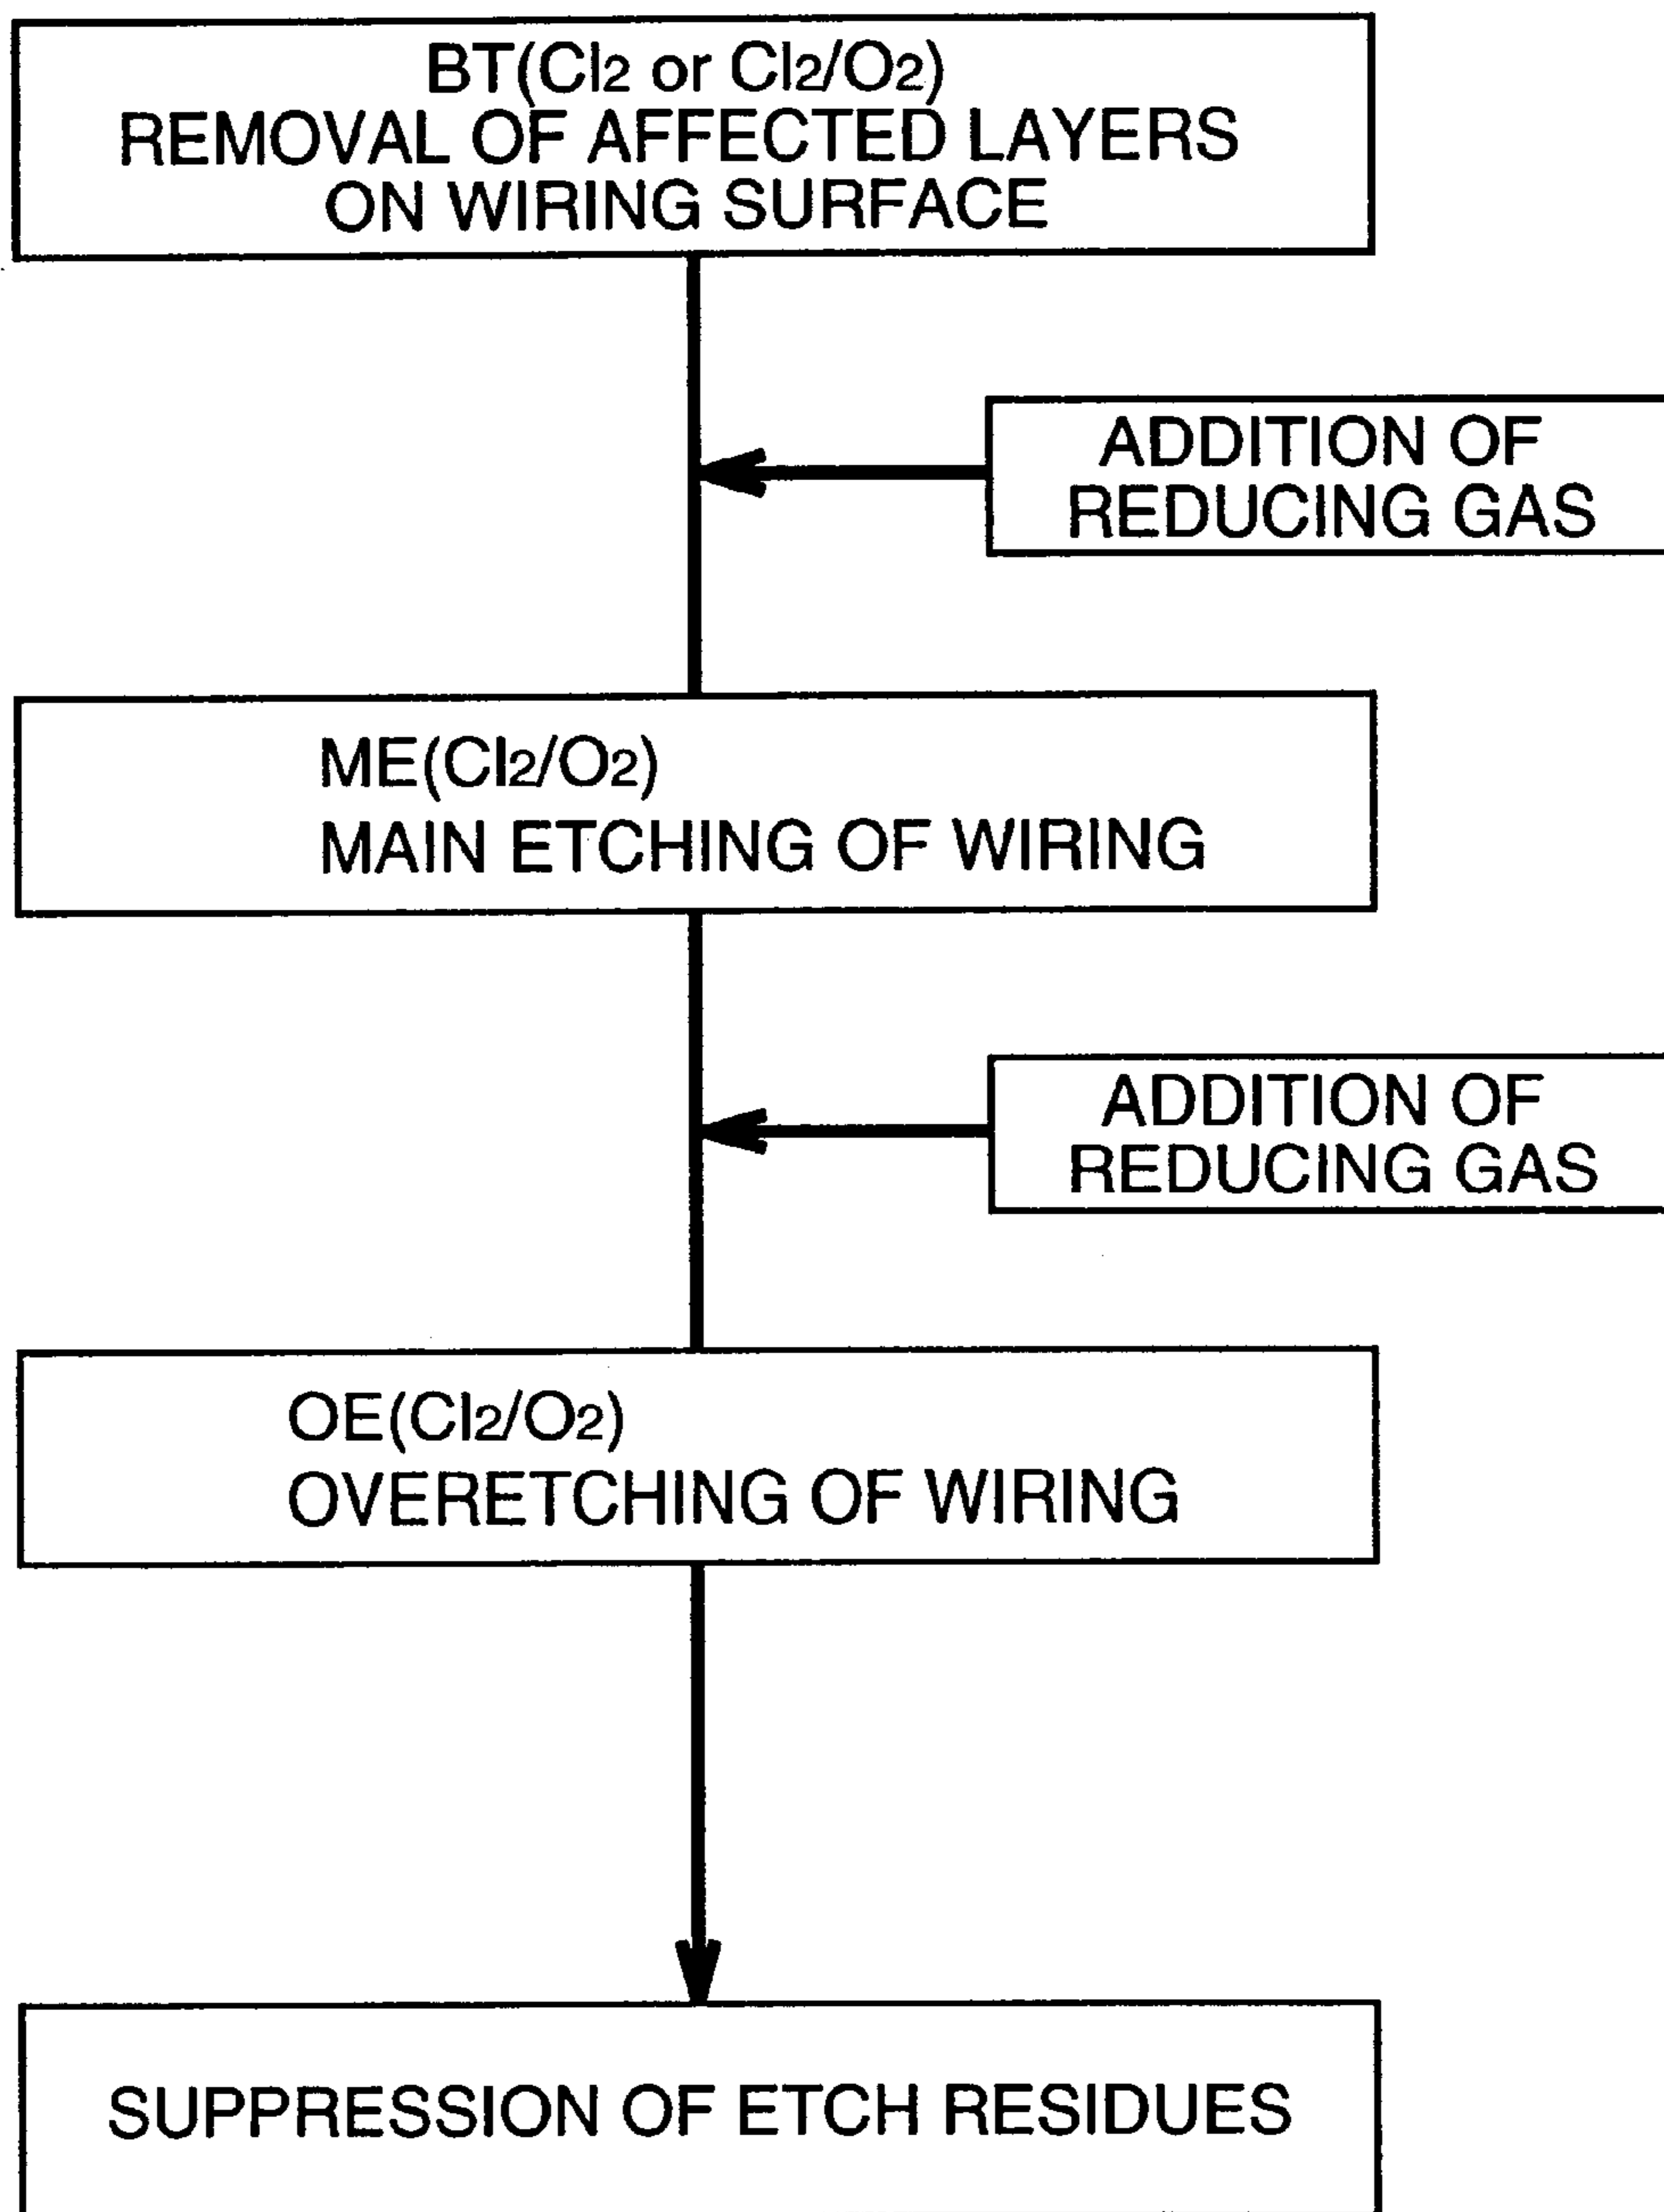 BT(Cl2 or Cl2/O2)
REMOVAL OF AFFECTED LAYERS
ON WIRING SURFACE
ADDITION OF
REDUCING GAS
ME(Cl2/O2)
MAIN ETCHING OF WIRING
ADDITION OF
REDUCING GAS
OE(Cl2/O2)
OVERETCHING OF WIRING
SUPPRESSION OF ETCH RESIDUES